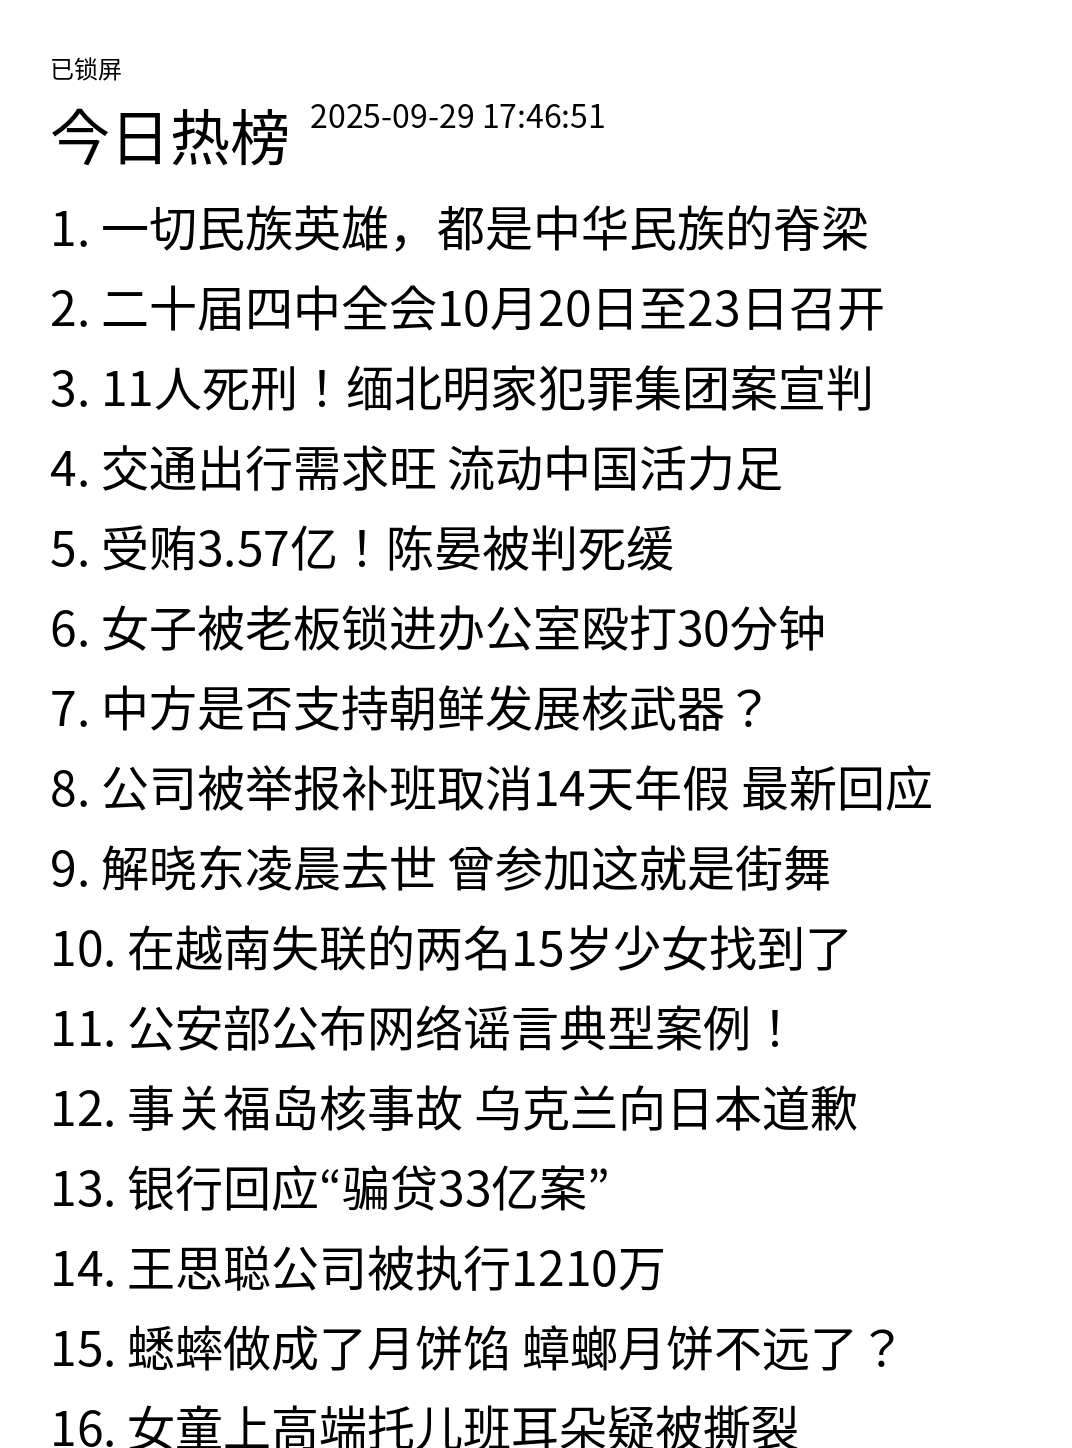 已锁屏
今日热榜 2025-09-29 17:46:51
1. 一切民族英雄，都是中华民族的脊梁
2. 二十届四中全会10月20日至23日召开
3. 11人死刑！缅北明家犯罪集团案宣判
4. 交通出行需求旺 流动中国活力足
5. 受贿3.57亿！陈晏被判死缓
6. 女子被老板锁进办公室殴打30分钟
7. 中方是否支持朝鲜发展核武器？
8. 公司被举报补班取消14天年假 最新回应
9. 解晓东凌晨去世 曾参加这就是街舞
10. 在越南失联的两名15岁少女找到了
11. 公安部公布网络谣言典型案例！
12. 事关福岛核事故 乌克兰向日本道歉
13. 银行回应“骗贷33亿案”
14. 王思聪公司被执行1210万
15. 蟋蟀做成了月饼馅 蟑螂月饼不远了？
16. 女童上高端托儿班耳朵疑被撕裂